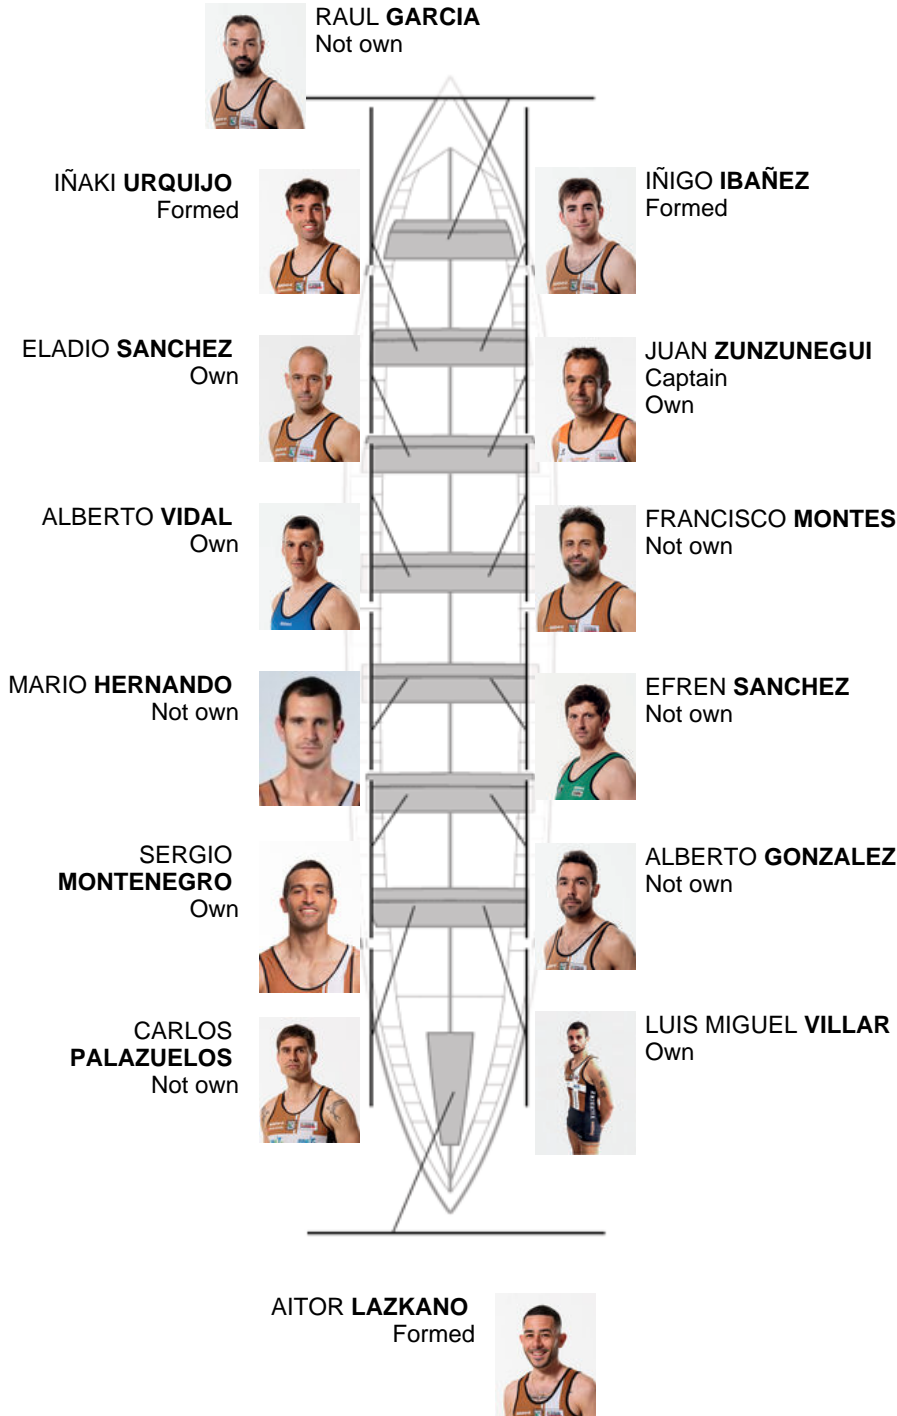 RAUL GARCIA
Not own
IÑAKI URQUIJO
Formed
IÑIGO IBAÑEZ
Formed
ELADIO SANCHEZ
Own
JUAN ZUNZUNEGUI
Captain
Own
ALBERTO VIDAL
Own
FRANCISCO MONTES
Not own
MARIO HERNANDO
Not own
EFREN SANCHEZ
Not own
SERGIO
MONTENEGRO
Own
ALBERTO GONZALEZ
Not own
CARLOS
PALAZUELOS
Not own
LUIS MIGUEL VILLAR
Own
AITOR LAZKANO
Formed